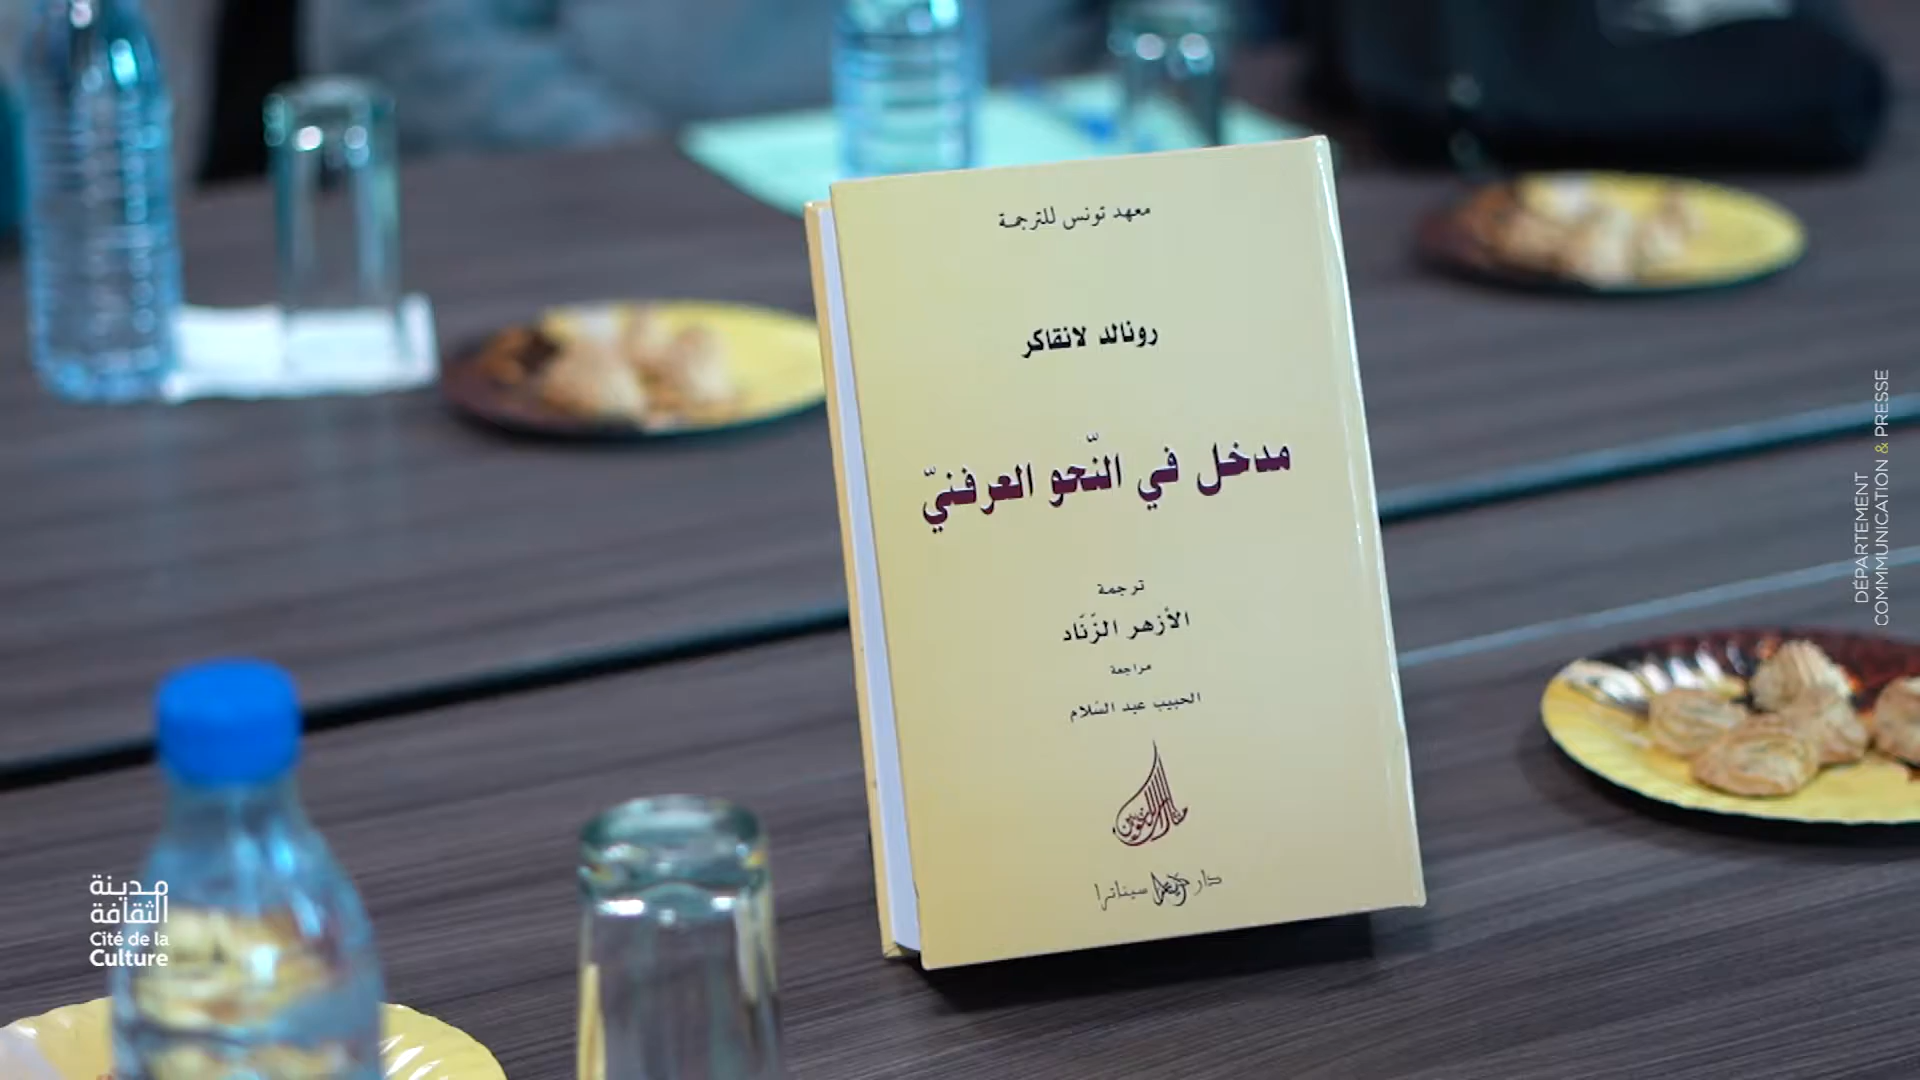 معهد تونس للترجمة
رونالد لانقاكر
مدخل في النّحو العرفنيّ
ترجمة
الأزهر الزّنّاد
مراجعة
الحبيب عبد السّلام
دار سيناترا
DÉPARTEMENT
COMMMUNICATION & PRESSE
مدينة
الثقافة
Cité de la
Culture